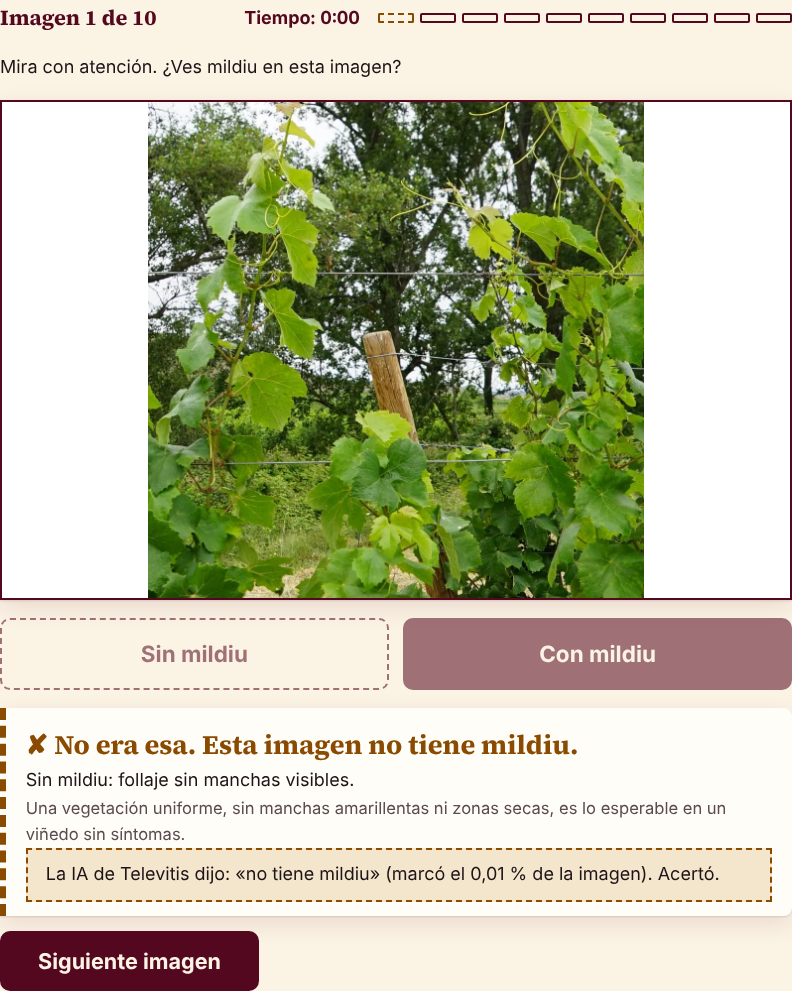 Imagen 1 de 10
Tiempo: 0:00
Mira con atención. ¿Ves mildiu en esta imagen?
Sin mildiu
Con mildiu
✘ No era esa. Esta imagen no tiene mildiu.
Sin mildiu: follaje sin manchas visibles.
Una vegetación uniforme, sin manchas amarillentas ni zonas secas, es lo esperable en un
viñedo sin síntomas.
La IA de Televitis dijo: «no tiene mildiu» (marcó el 0,01 % de la imagen). Acertó.
Siguiente imagen